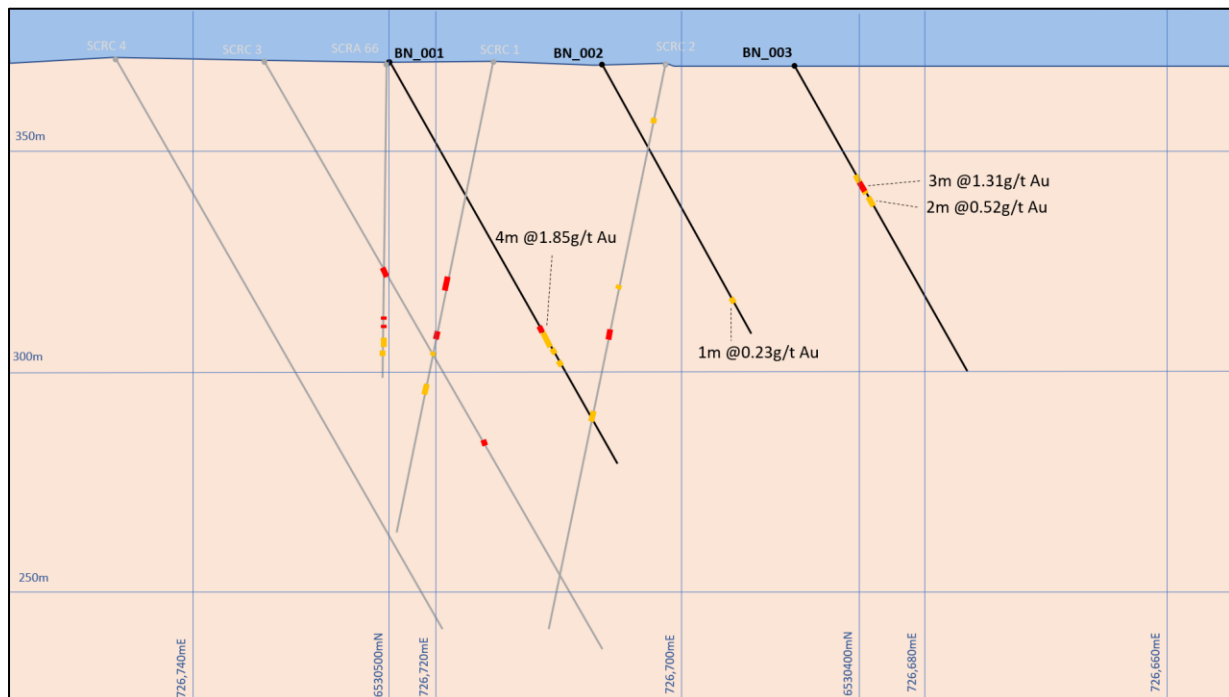 SCRC 4
SCRC 3
SCRA 66
BN_001
SCRC 1
BN_002
SCRC 2
BN_003
350m
3m @1.31g/t Au
2m @0.52g/t Au
4m @1.85g/t Au
1m @0.23g/t Au
300m
250m
726,740mE
6530500mN
726,720mE
726,700mE
6530400mN
726,680mE
726,660mE